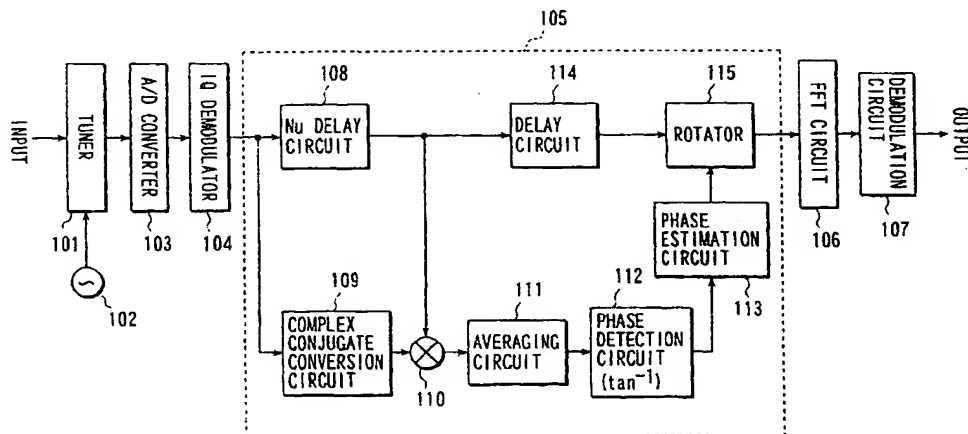 105
INPUT
TUNER
101
102
A/D CONVERTER
103
IQ DEMODULATOR
104
108
Nu DELAY
CIRCUIT
114
DELAY
CIRCUIT
115
ROTATOR
FFT CIRCUIT
106
DEMODULATION
CIRCUIT
107
OUTPUT
PHASE
ESTIMATION
CIRCUIT
113
109
COMPLEX
CONJUGATE
CONVERSION
CIRCUIT
110
111
AVERAGING
CIRCUIT
112
PHASE
DETECTION
CIRCUIT
(tan⁻¹)